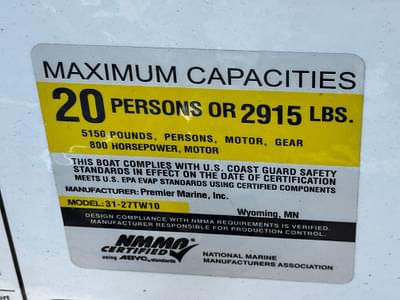 MAXIMUM CAPACITIES
20 PERSONS OR 2915 LBS.
5150 POUNDS, PERSONS, MOTOR, GEAR
800 HORSEPOWER, MOTOR
THIS BOAT COMPLIES WITH U.S. COAST GUARD SAFETY
STANDARDS IN EFFECT ON THE DATE OF CERTIFICATION
MEETS U.S. EPA EVAP STANDARDS USING CERTIFIED COMPONENTS
MANUFACTURER: Premier Marine, Inc.
MODEL: 31-27TW10 Wyoming, MN
DESIGN COMPLIANCE WITH NMMA REQUIREMENTS IS VERIFIED.
MANUFACTURER RESPONSIBLE FOR PRODUCTION CONTROL.
NMMA
CERTIFIED
using ABYC standards
NATIONAL MARINE
MANUFACTURERS ASSOCIATION